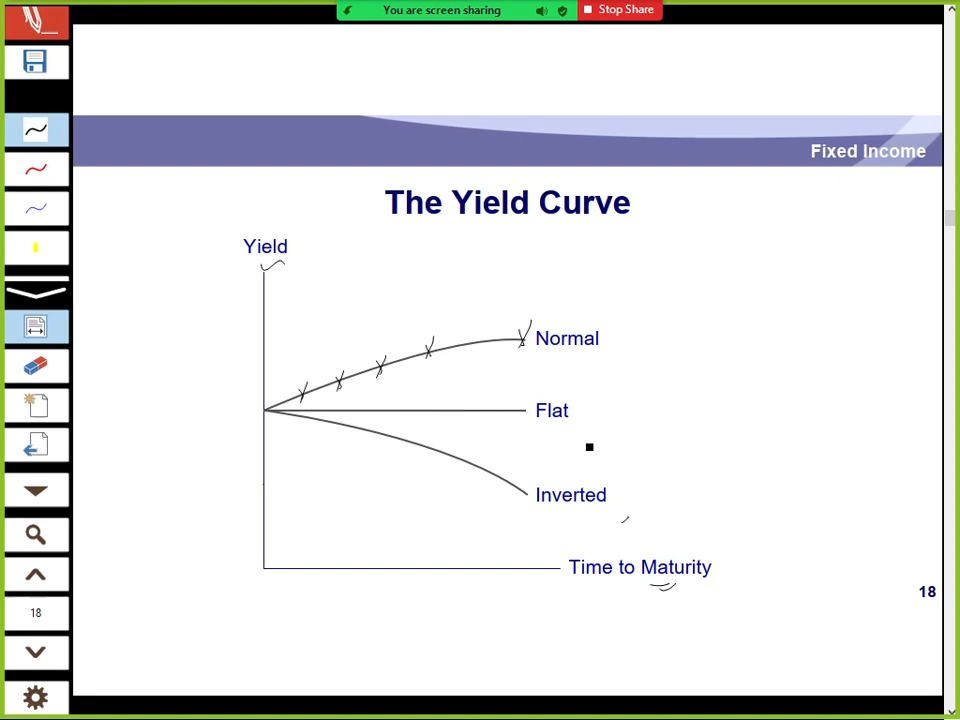 You are screen sharing
Stop Share
Fixed Income
The Yield Curve
Yield
Normal
Flat
Inverted
Time to Maturity
18
18